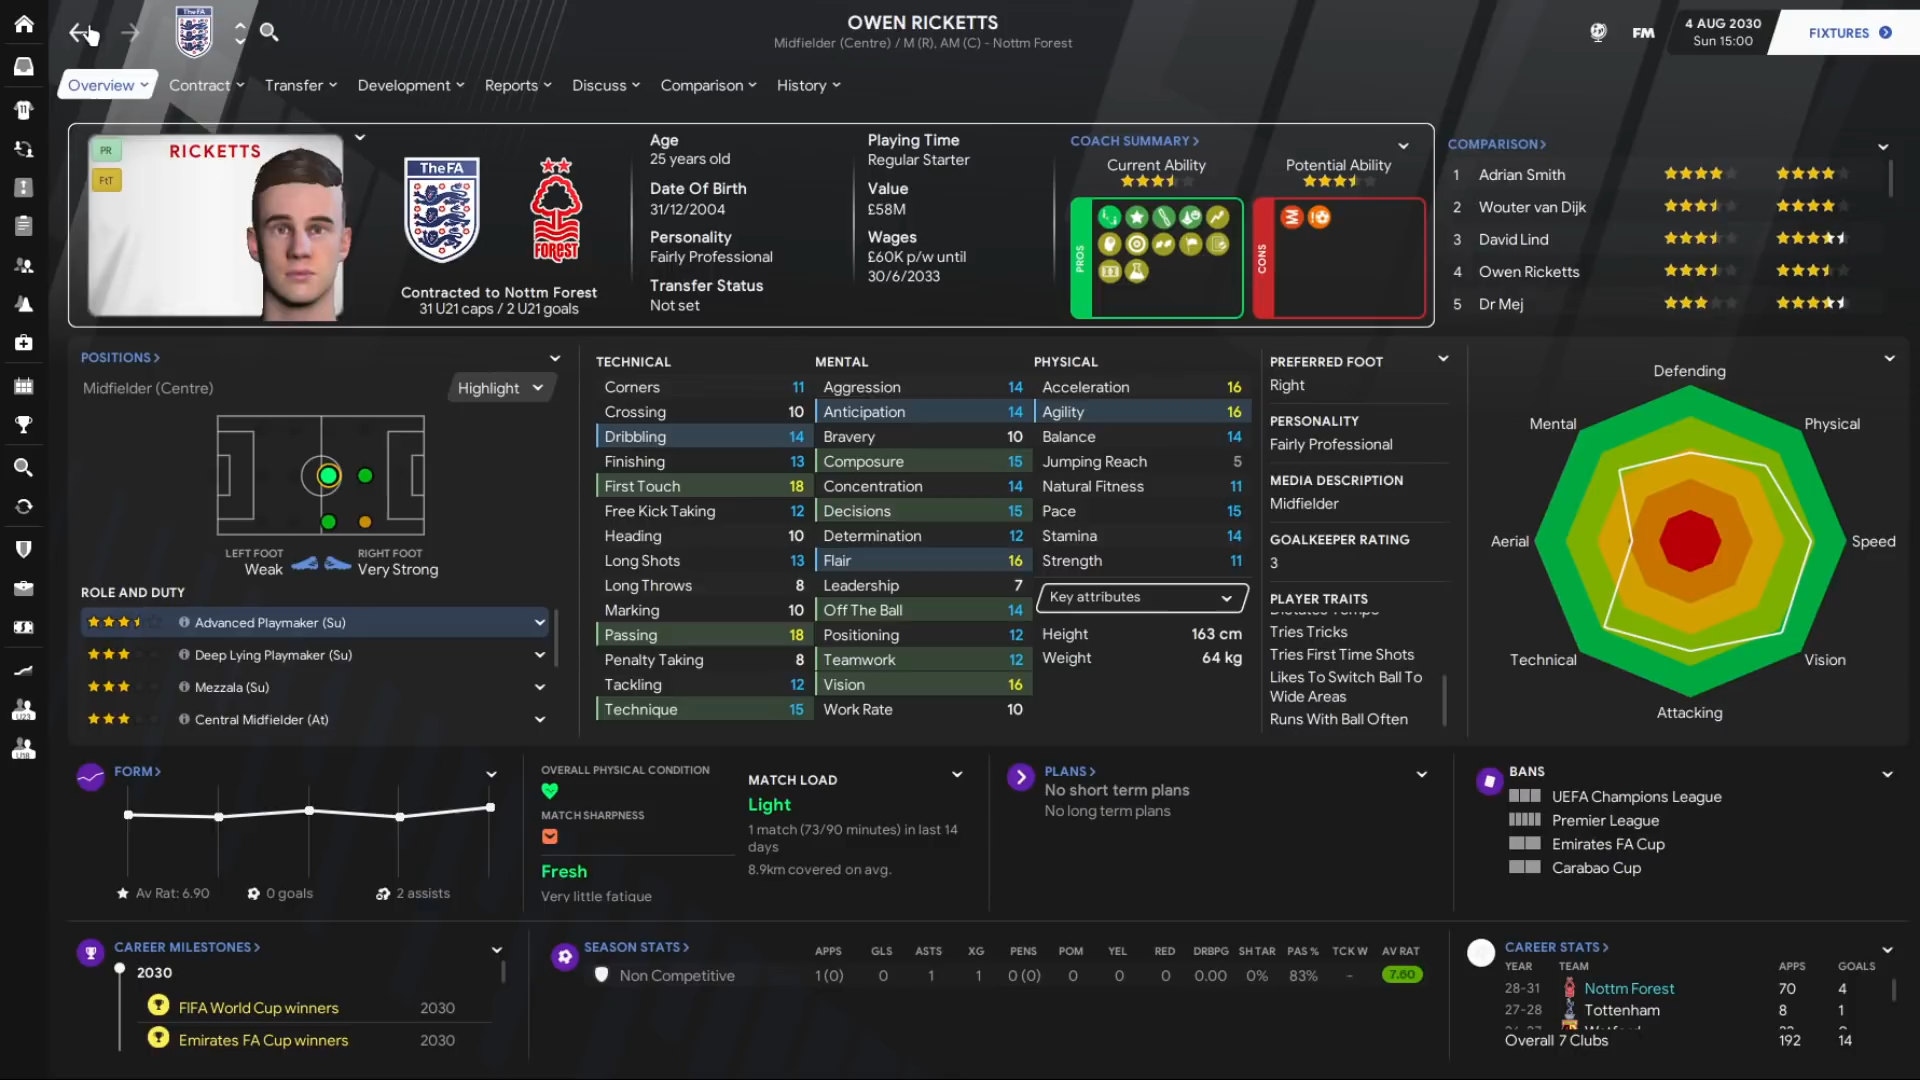 TheFA
OWEN RICKETTS
Midfielder (Centre) / M (R), AM (C) - Nottm Forest
FM
4 AUG 2030
Sun 15:00
FIXTURES
Overview
Contract
Transfer
Development
Reports
Discuss
Comparison
History
11
U23
U18
PR
FtT
RICKETTS
TheFA
FOREST
Contracted to Nottm Forest
31 U21 caps / 2 U21 goals
Age
25 years old
Date Of Birth
31/12/2004
Personality
Fairly Professional
Transfer Status
Not set
Playing Time
Regular Starter
Value
£58M
Wages
£60K p/w until
30/6/2033
COACH SUMMARY >
Current Ability
Potential Ability
PROS
CONS
COMPARISON >
1 Adrian Smith
2 Wouter van Dijk
3 David Lind
4 Owen Ricketts
5 Dr Mej
POSITIONS >
Midfielder (Centre)
Highlight
LEFT FOOT
Weak
RIGHT FOOT
Very Strong
ROLE AND DUTY
Advanced Playmaker (Su)
Deep Lying Playmaker (Su)
Mezzala (Su)
Central Midfielder (At)
TECHNICAL
Corners 11
Crossing 10
Dribbling 14
Finishing 13
First Touch 18
Free Kick Taking 12
Heading 10
Long Shots 13
Long Throws 8
Marking 10
Passing 18
Penalty Taking 8
Tackling 12
Technique 15
MENTAL
Aggression 14
Anticipation 14
Bravery 10
Composure 15
Concentration 14
Decisions 15
Determination 12
Flair 16
Leadership 7
Off The Ball 14
Positioning 12
Teamwork 12
Vision 16
Work Rate 10
PHYSICAL
Acceleration 16
Agility 16
Balance 14
Jumping Reach 5
Natural Fitness 11
Pace 15
Stamina 14
Strength 11
Key attributes
Height 163 cm
Weight 64 kg
PREFERRED FOOT
Right
PERSONALITY
Fairly Professional
MEDIA DESCRIPTION
Midfielder
GOALKEEPER RATING
3
PLAYER TRAITS
Dictates Tempo
Tries Tricks
Tries First Time Shots
Likes To Switch Ball To
Wide Areas
Runs With Ball Often
Defending
Mental
Physical
Aerial
Speed
Technical
Vision
Attacking
FORM >
Av Rat: 6.90
0 goals
2 assists
OVERALL PHYSICAL CONDITION
MATCH SHARPNESS
Fresh
Very little fatigue
MATCH LOAD
Light
1 match (73/90 minutes) in last 14
days
8.9km covered on avg.
PLANS >
No short term plans
No long term plans
BANS
UEFA Champions League
Premier League
Emirates FA Cup
Carabao Cup
CAREER MILESTONES >
2030
FIFA World Cup winners 2030
Emirates FA Cup winners 2030
SEASON STATS >
APPS GLS ASTS XG PENS POM YEL RED DRBPG SH TAR PAS % TCK W AV RAT
Non Competitive 1 (0) 0 1 1 0 (0) 0 0 0 0.00 0% 83% - 7.60
CAREER STATS >
YEAR TEAM APPS GOALS
28-31 Nottm Forest 70 4
27-28 Tottenham 8 1
Overall 7 Clubs 192 14